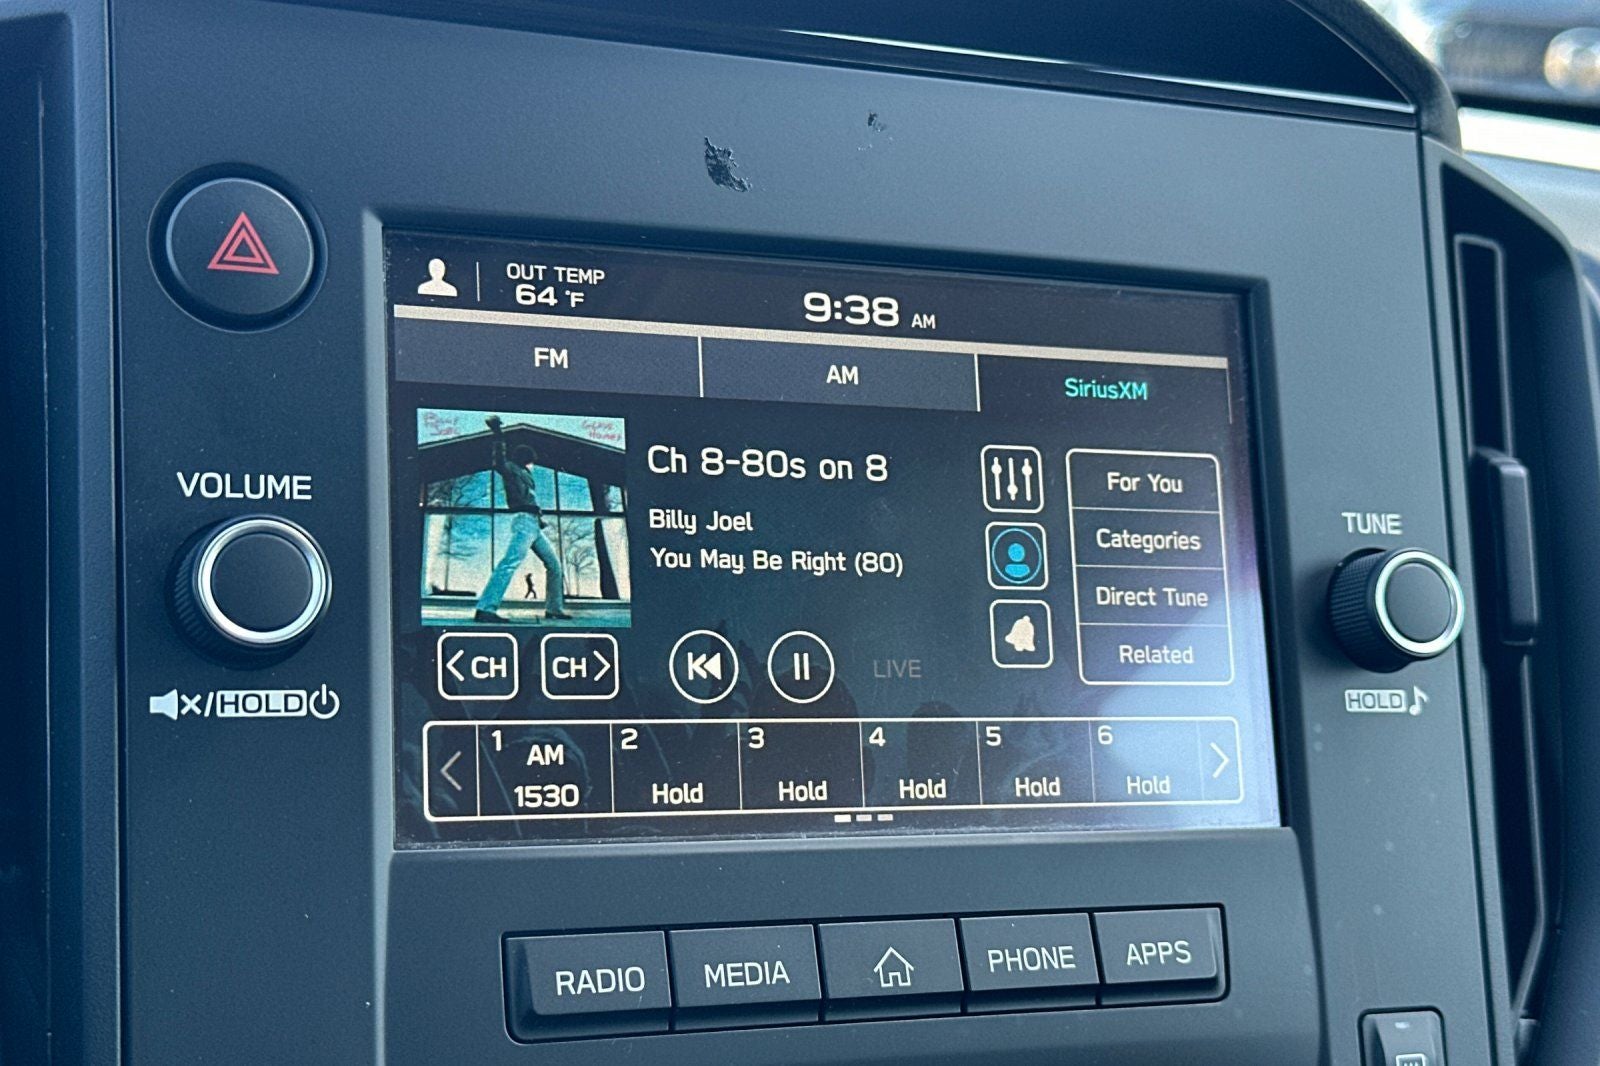 OUT TEMP
64 °F
9:38 AM
FM
AM
SiriusXM
Ch 8-80s on 8
Billy Joel
You May Be Right (80)
For You
Categories
Direct Tune
Related
CH
CH
LIVE
1 AM 1530
2 Hold
3 Hold
4 Hold
5 Hold
6 Hold
VOLUME
/HOLD
TUNE
HOLD
RADIO
MEDIA
PHONE
APPS